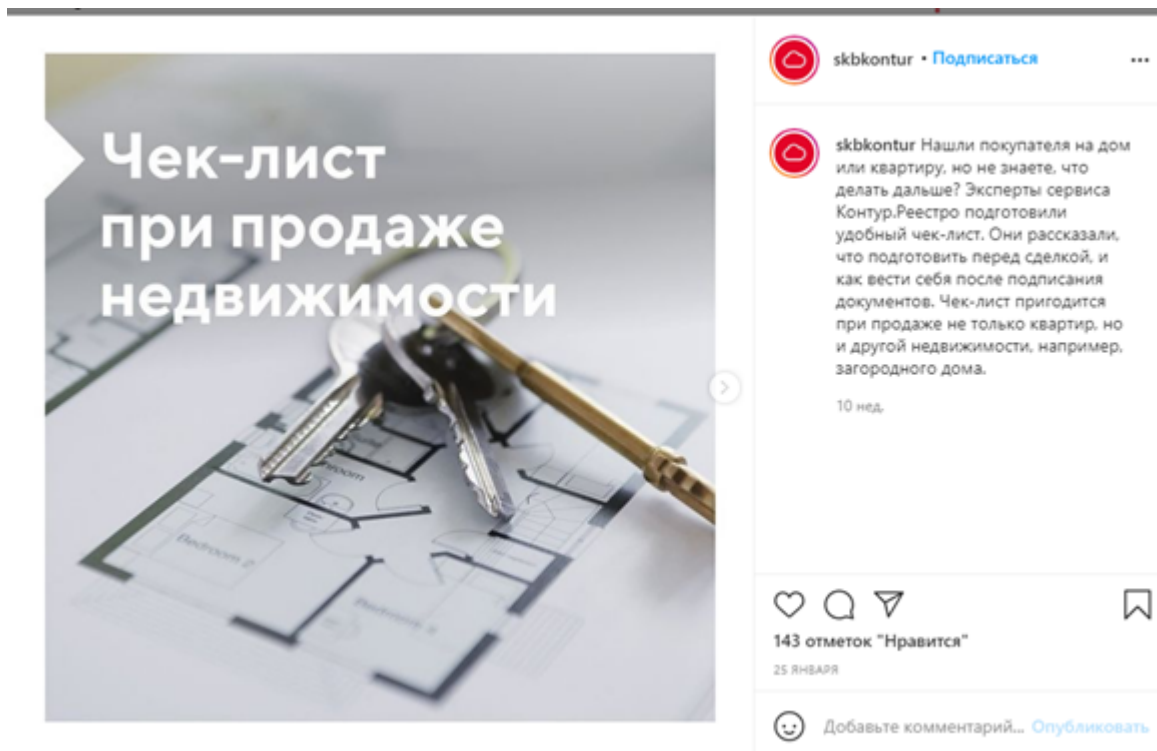 Чек-лист
при продаже
недвижимости
Bedroom 2
skbkontur • Подписаться
skbkontur Нашли покупателя на дом
или квартиру, но не знаете, что
делать дальше? Эксперты сервиса
Контур.Реестро подготовили
удобный чек-лист. Они рассказали,
что подготовить перед сделкой, и
как вести себя после подписания
документов. Чек-лист пригодится
при продаже не только квартир, но
и другой недвижимости, например,
загородного дома.
10 нед.
143 отметок "Нравится"
25 ЯНВАРЯ
Добавьте комментарий... Опубликовать